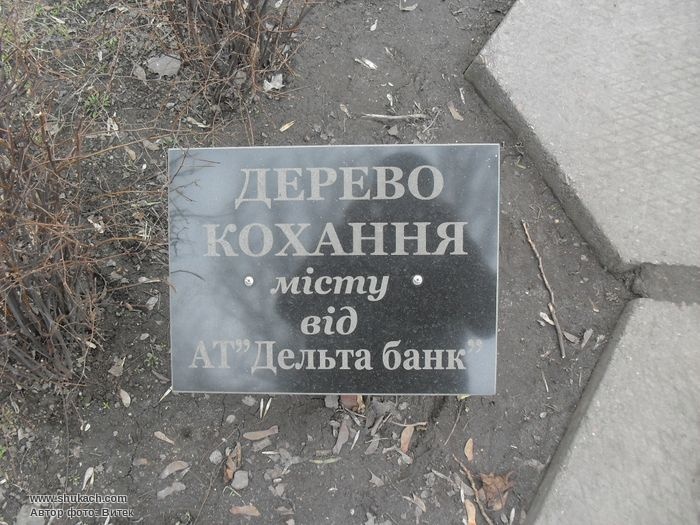 ДЕРЕВО
КОХАННЯ
місту
від
АТ”Дельта банк”
www.shukach.com
Автор фото: Витек